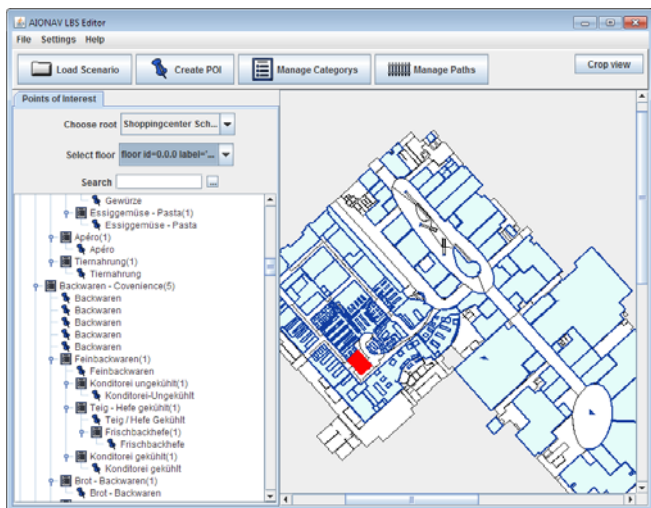 AIONAV LBS Editor
File Settings Help
Load Scenario Create POI Manage Categorys Manage Paths Crop view
Points of Interest
Choose root Shoppingcenter Sch...
Select floor floor id=0.0.0 label='...
Search ...
Gewürze
Essiggemüse - Pasta(1)
Essiggemüse - Pasta
Apéro(1)
Apéro
Tiernahrung(1)
Tiernahrung
Backwaren - Covenience(5)
Backwaren
Backwaren
Backwaren
Backwaren
Backwaren
Feinbackwaren(1)
Feinbackwaren
Konditorei ungekühlt(1)
Konditorei-Ungekühlt
Teig - Hefe gekühlt(1)
Teig / Hefe Gekühlt
Frischbackhefe(1)
Frischbackhefe
Konditorei gekühlt(1)
Konditorei gekühlt
Brot - Backwaren(1)
Brot - Backwaren